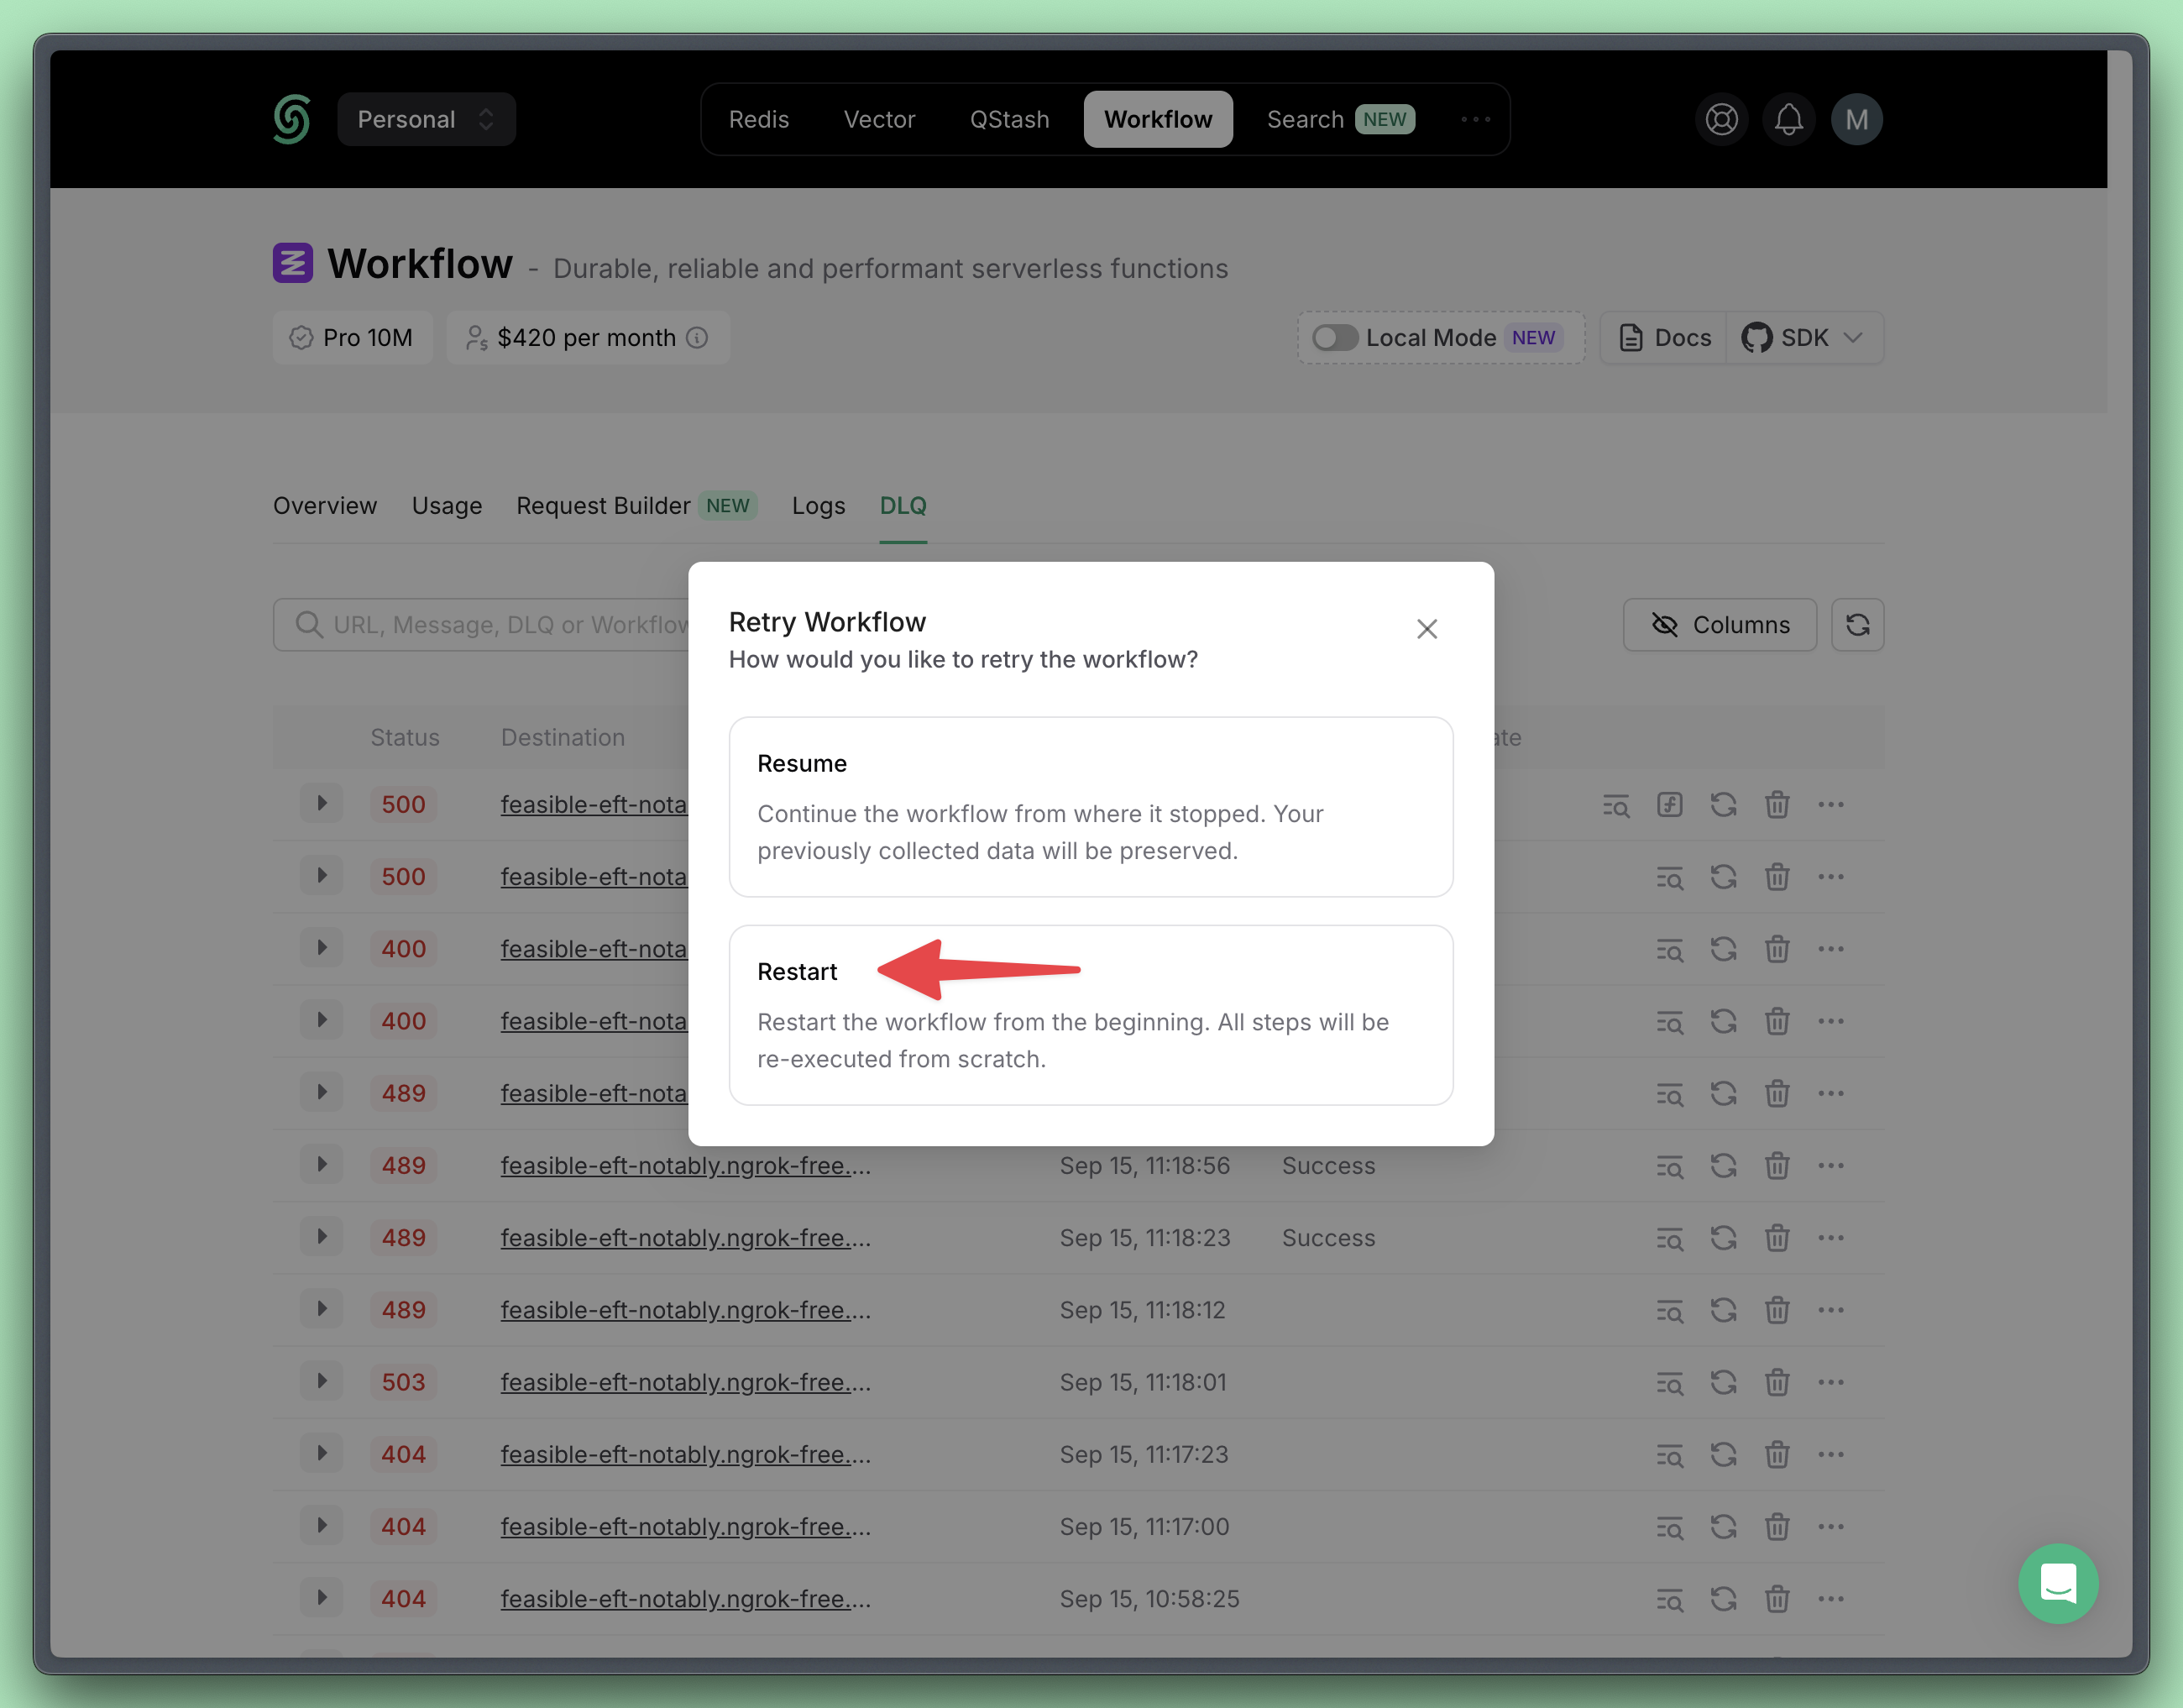 Personal
Redis
Vector
QStash
Workflow
Search NEW
M
Workflow - Durable, reliable and performant serverless functions
Pro 10M
$420 per month
Local Mode NEW
Docs
SDK
Overview
Usage
Request Builder NEW
Logs
DLQ
URL, Message, DLQ or Workflow
Columns
Retry Workflow
How would you like to retry the workflow?
Resume
Continue the workflow from where it stopped. Your
previously collected data will be preserved.
Restart
Restart the workflow from the beginning. All steps will be
re-executed from scratch.
Status Destination
500 feasible-eft-nota
500 feasible-eft-nota
400 feasible-eft-nota
400 feasible-eft-nota
489 feasible-eft-nota
489 feasible-eft-notably.ngrok-free.... Sep 15, 11:18:56 Success
489 feasible-eft-notably.ngrok-free.... Sep 15, 11:18:23 Success
489 feasible-eft-notably.ngrok-free.... Sep 15, 11:18:12
503 feasible-eft-notably.ngrok-free.... Sep 15, 11:18:01
404 feasible-eft-notably.ngrok-free.... Sep 15, 11:17:23
404 feasible-eft-notably.ngrok-free.... Sep 15, 11:17:00
404 feasible-eft-notably.ngrok-free.... Sep 15, 10:58:25